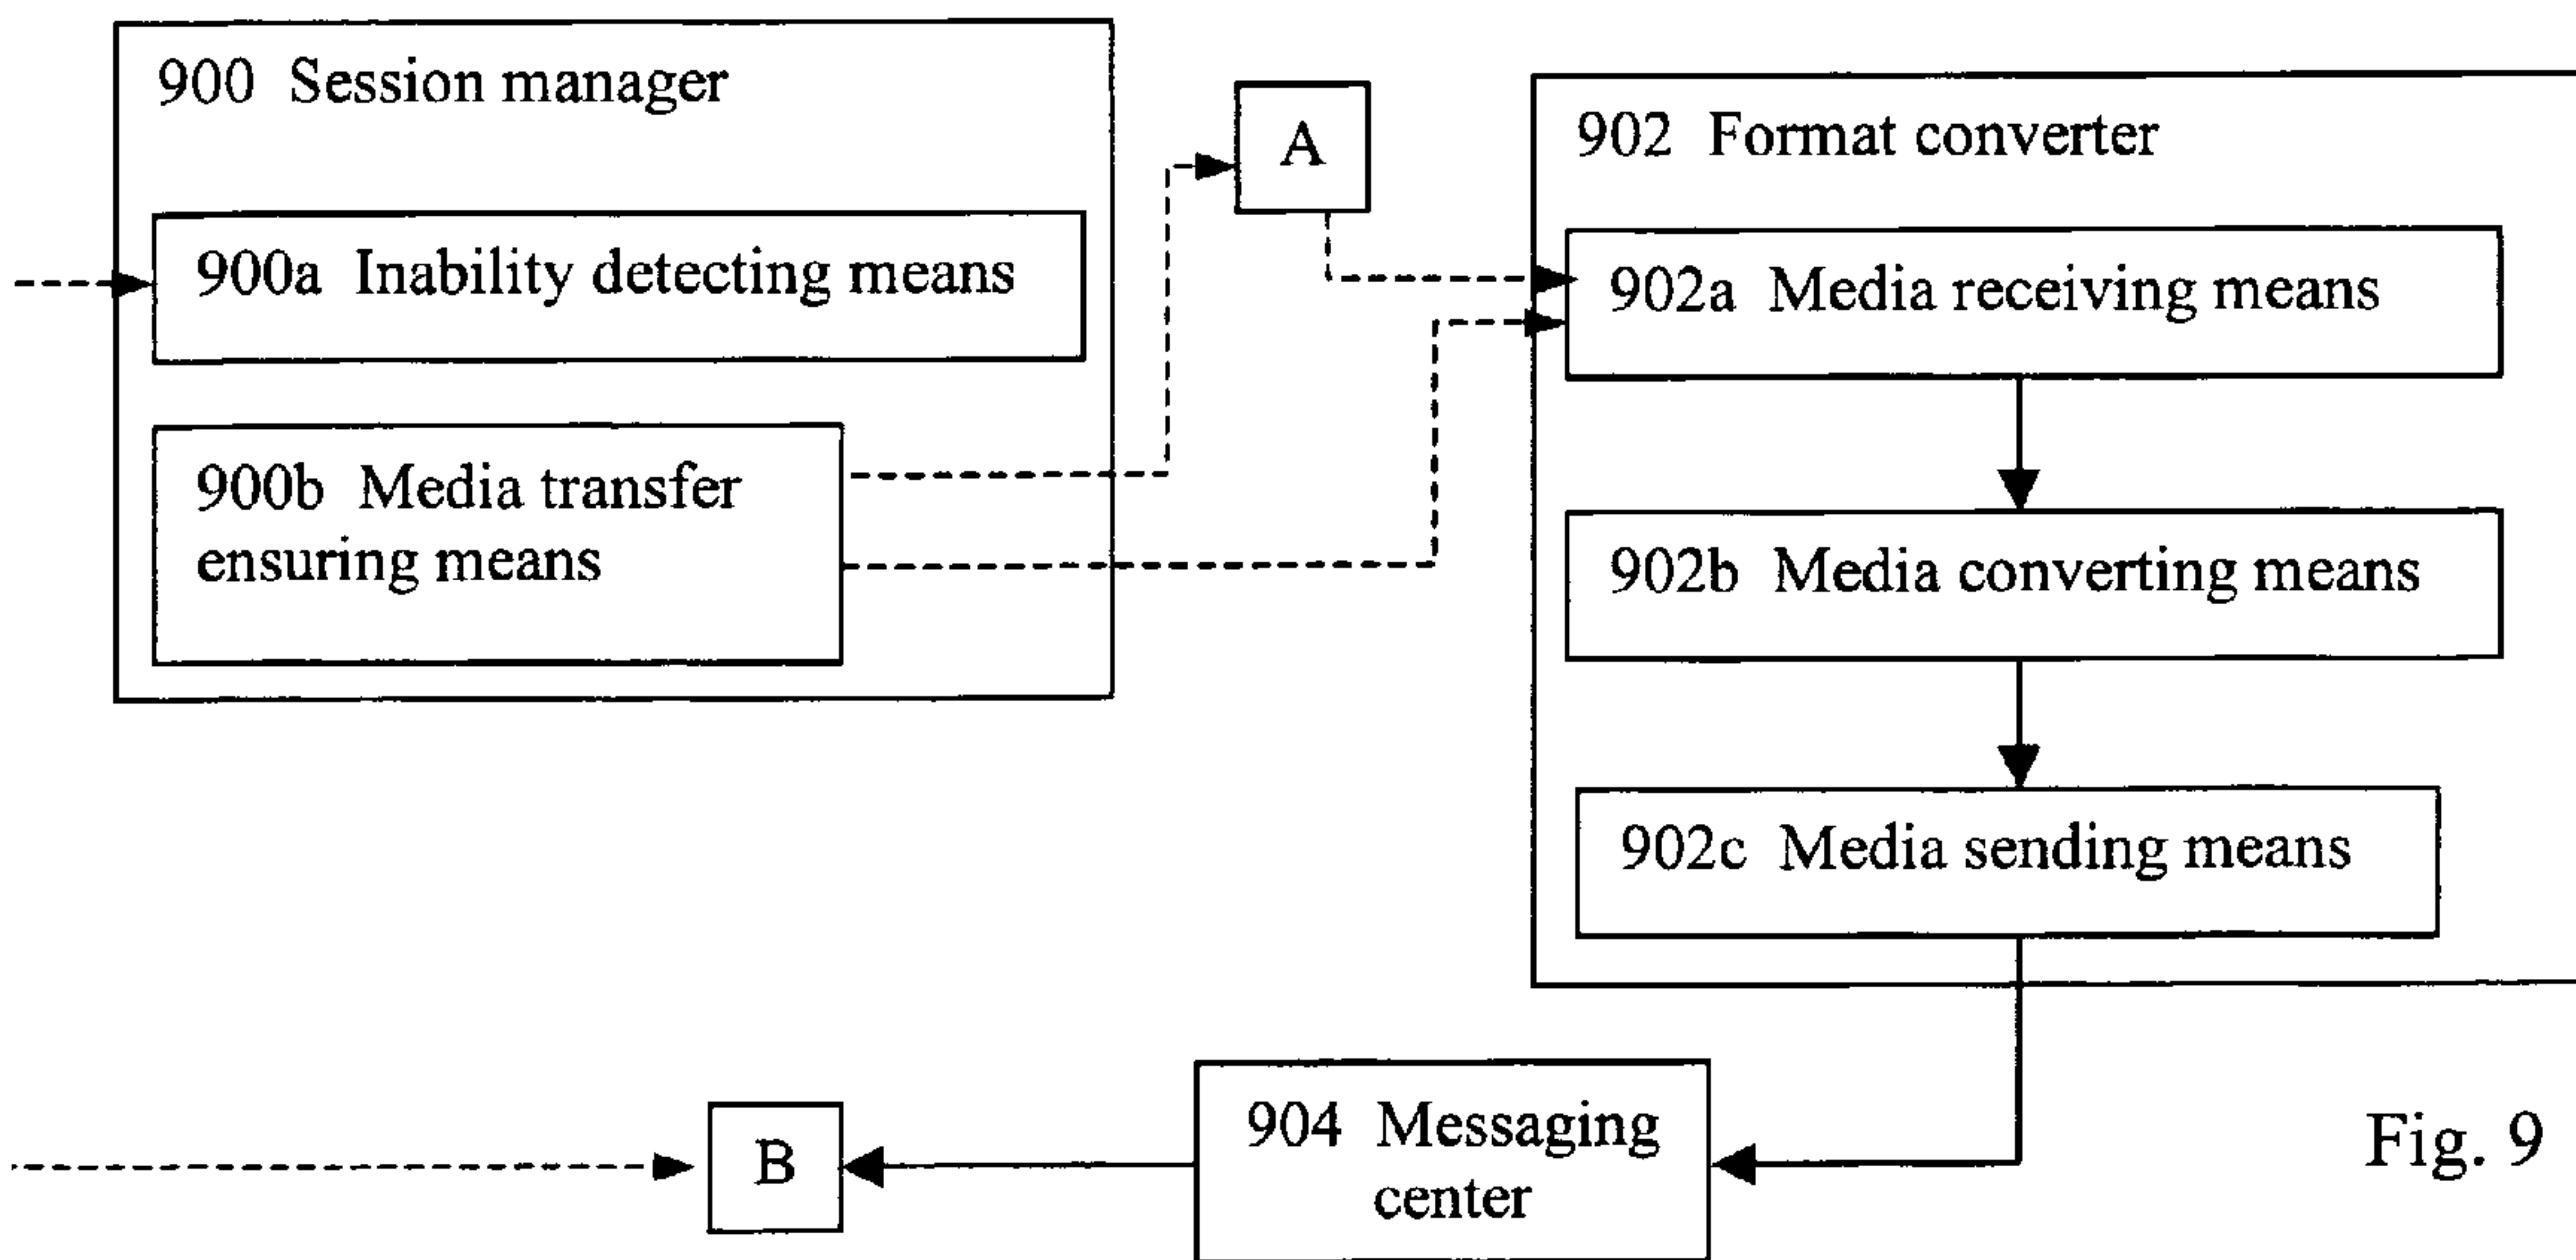 900 Session manager
900a Inability detecting means
900b Media transfer
ensuring means
A
902 Format converter
902a Media receiving means
902b Media converting means
902c Media sending means
904 Messaging
center
B
Fig. 9